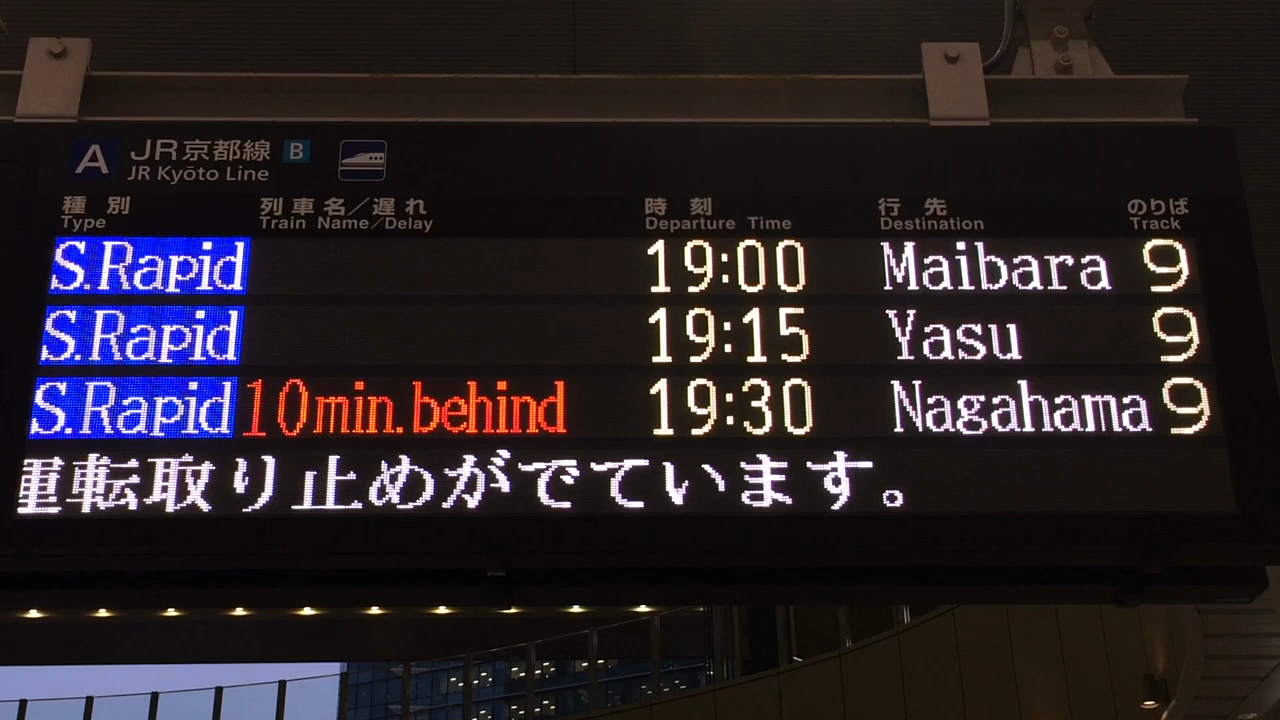 A JR京都線 B
JR Kyōto Line
種別 列車名／遅れ 時刻 行先 のりば
Type Train Name／Delay Departure Time Destination Track
S.Rapid 19:00 Maibara 9
S.Rapid 19:15 Yasu 9
S.Rapid 10min.behind 19:30 Nagahama 9
運転取り止めがでています。